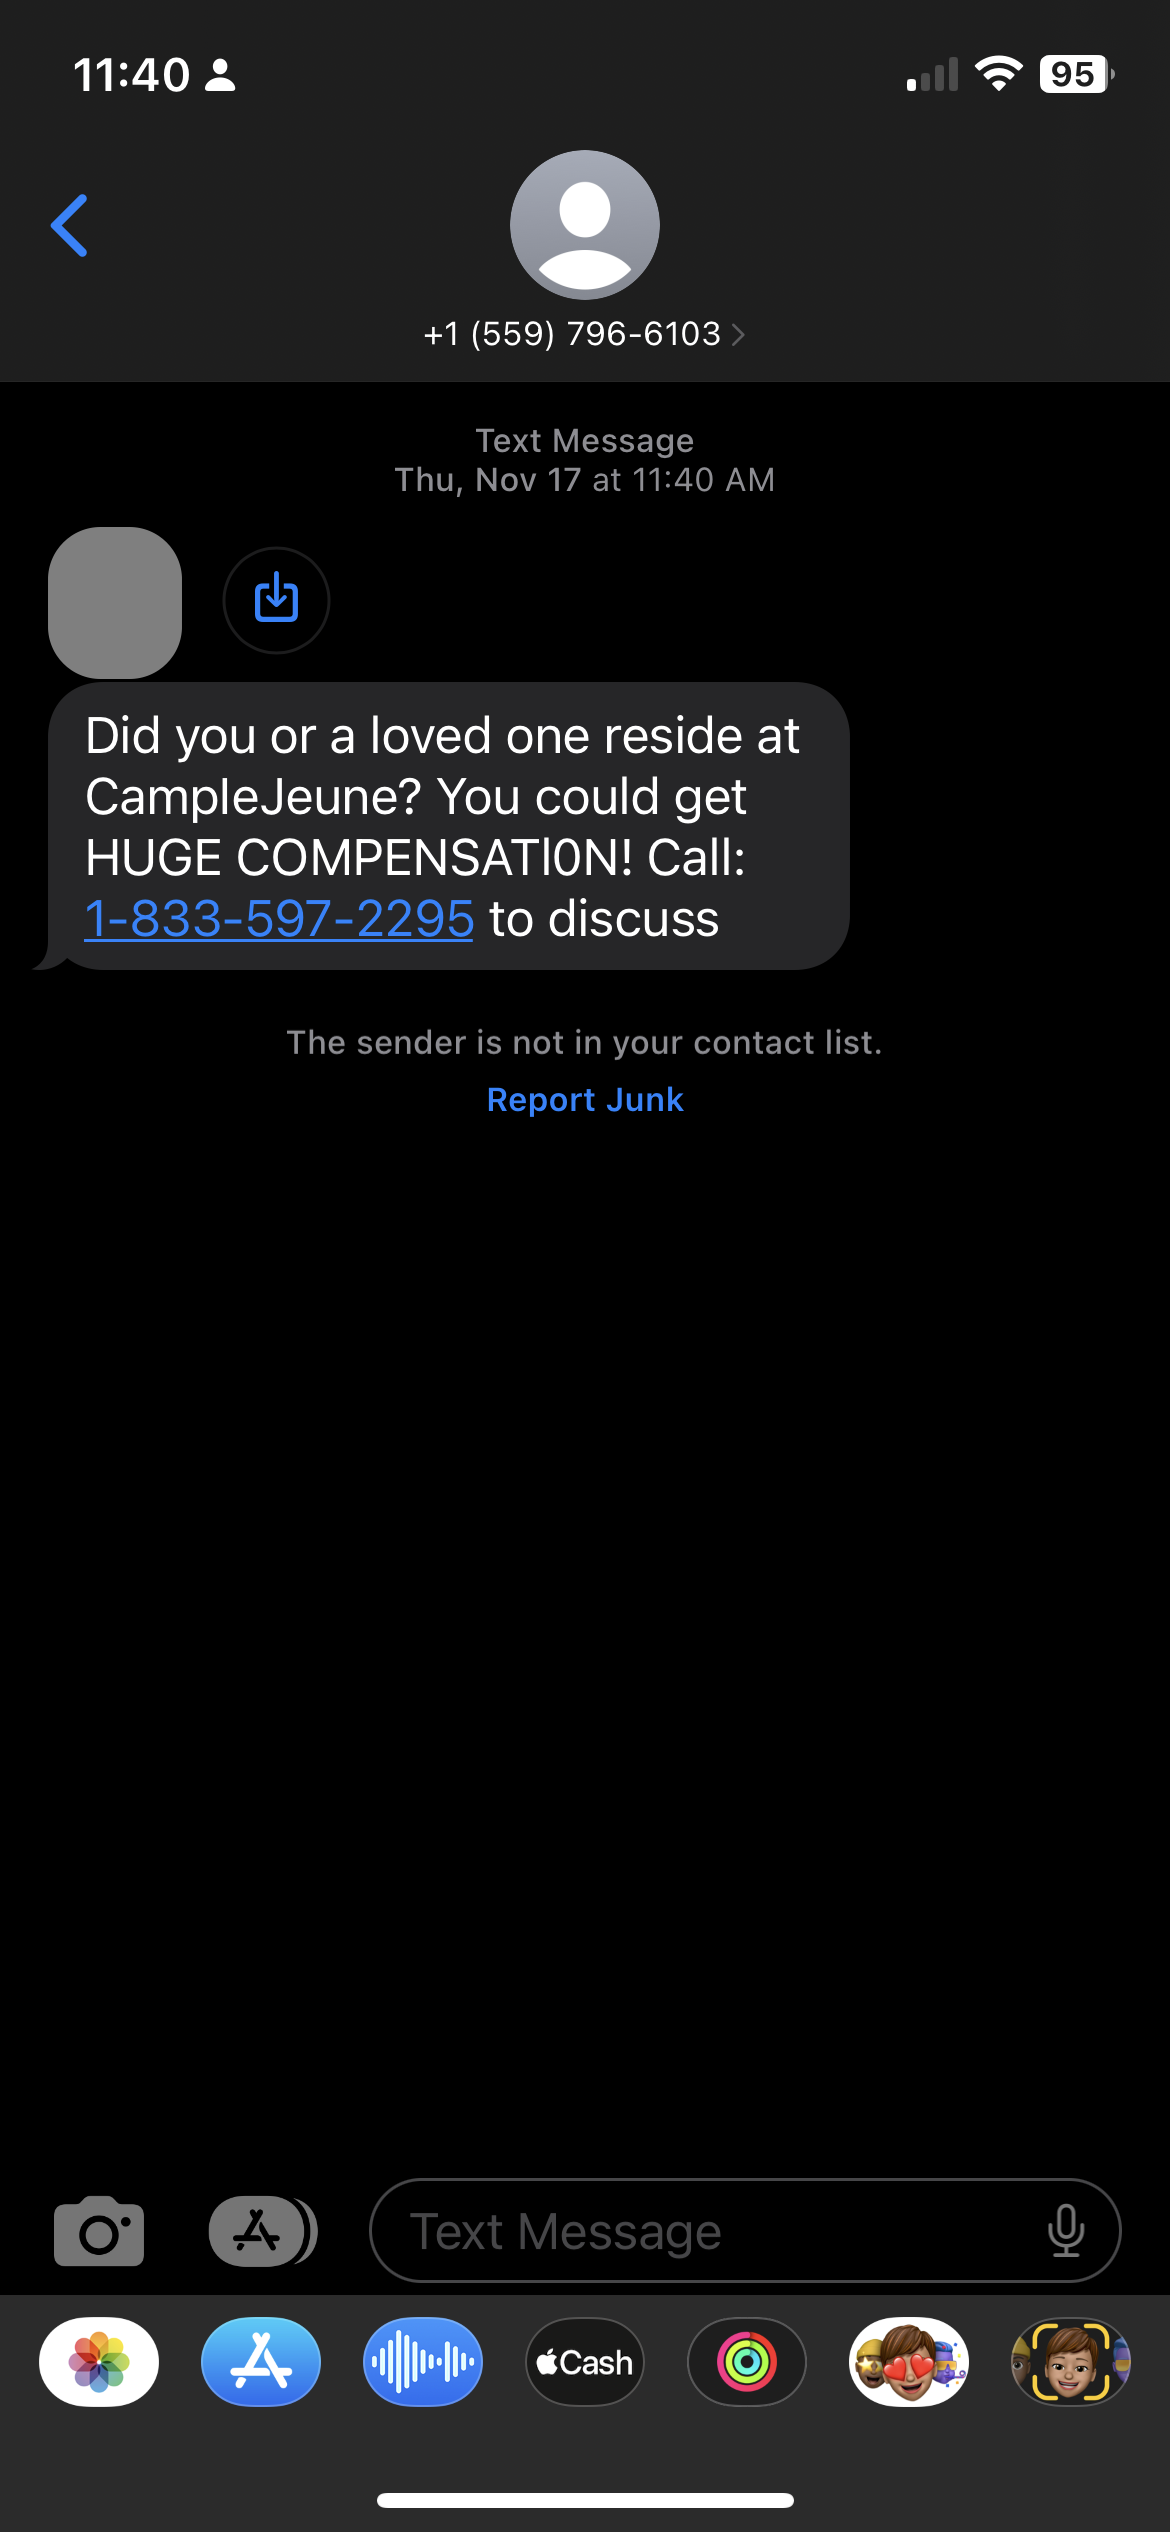 11:40
95
+1 (559) 796-6103
Text Message
Thu, Nov 17 at 11:40 AM
Did you or a loved one reside at
CampleJeune? You could get
HUGE COMPENSATI0N! Call:
1-833-597-2295 to discuss
The sender is not in your contact list.
Report Junk
Text Message
Cash